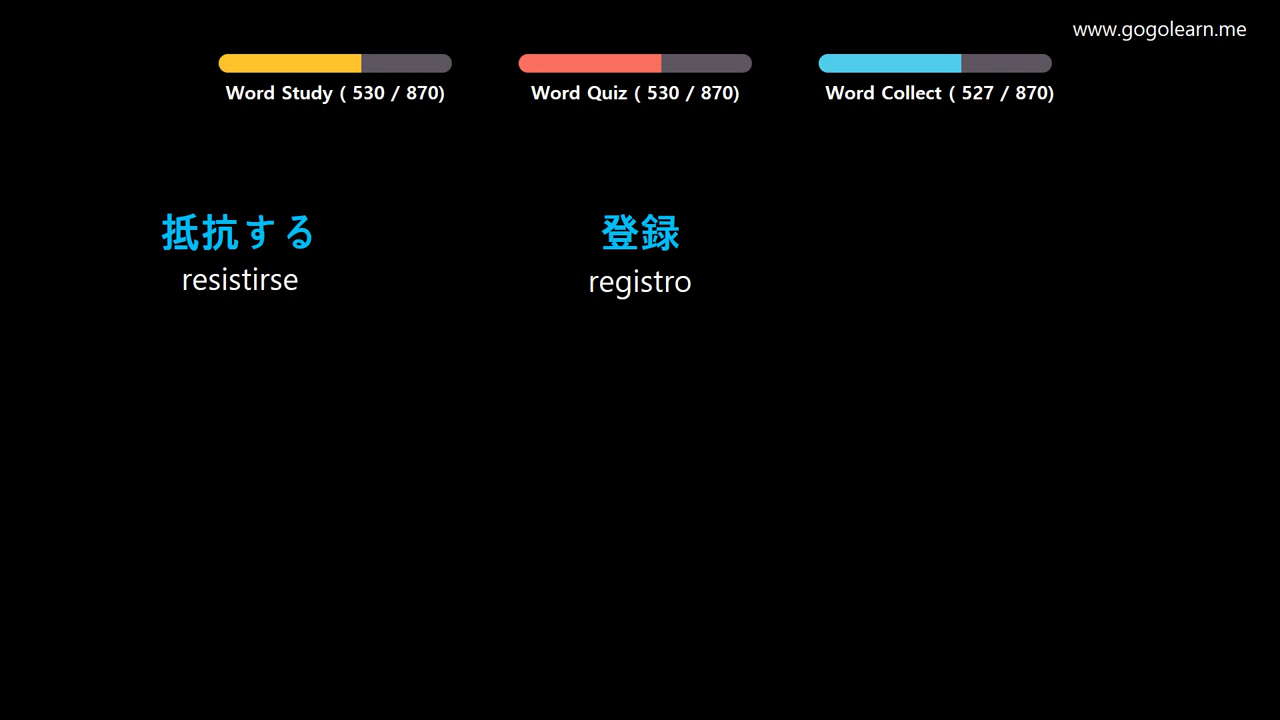 www.gogolearn.me
Word Study ( 530 / 870)
Word Quiz ( 530 / 870)
Word Collect ( 527 / 870)
抵抗する
resistirse
登録
registro